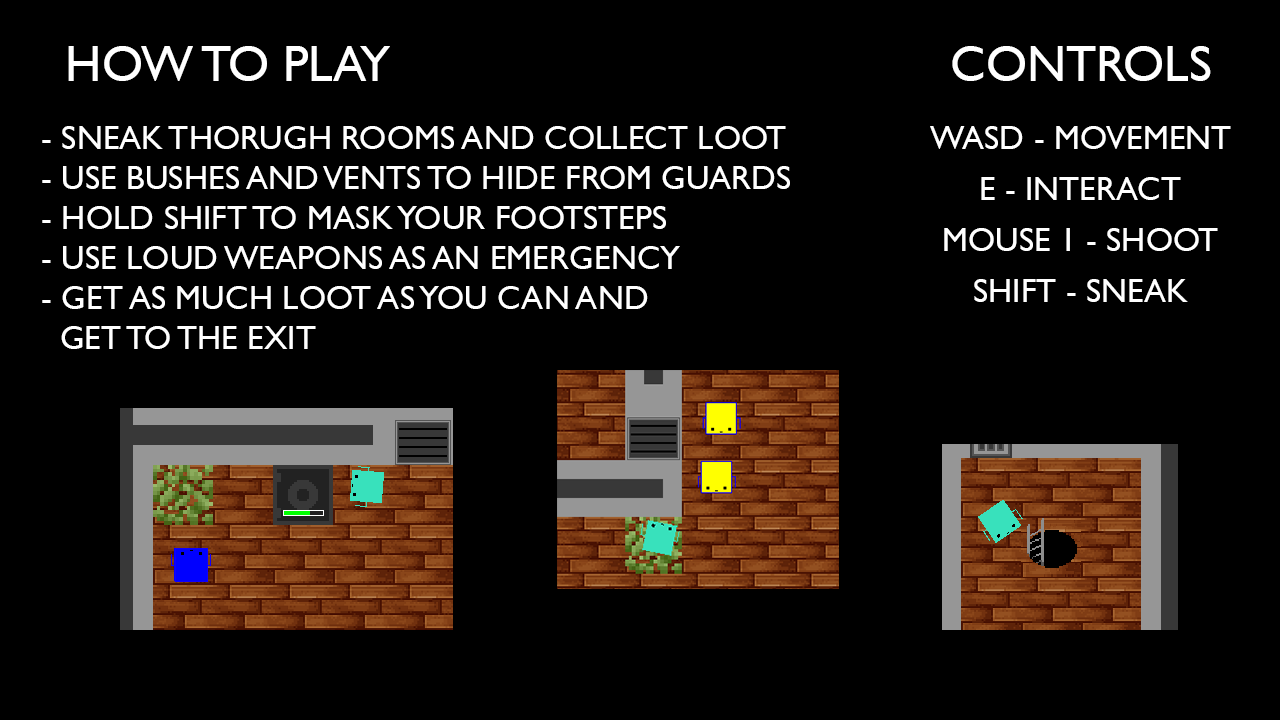 HOW TO PLAY
- SNEAK THORUGH ROOMS AND COLLECT LOOT
- USE BUSHES AND VENTS TO HIDE FROM GUARDS
- HOLD SHIFT TO MASK YOUR FOOTSTEPS
- USE LOUD WEAPONS AS AN EMERGENCY
- GET AS MUCH LOOT AS YOU CAN AND
GET TO THE EXIT
CONTROLS
WASD - MOVEMENT
E - INTERACT
MOUSE 1 - SHOOT
SHIFT - SNEAK